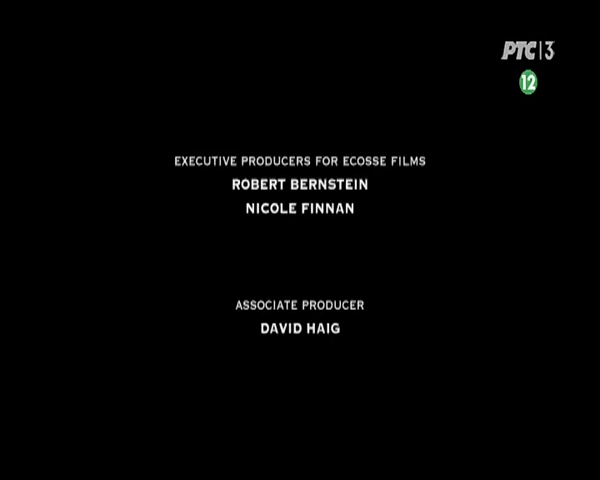 РТС|3
12
EXECUTIVE PRODUCERS FOR ECOSSE FILMS
ROBERT BERNSTEIN
NICOLE FINNAN
ASSOCIATE PRODUCER
DAVID HAIG